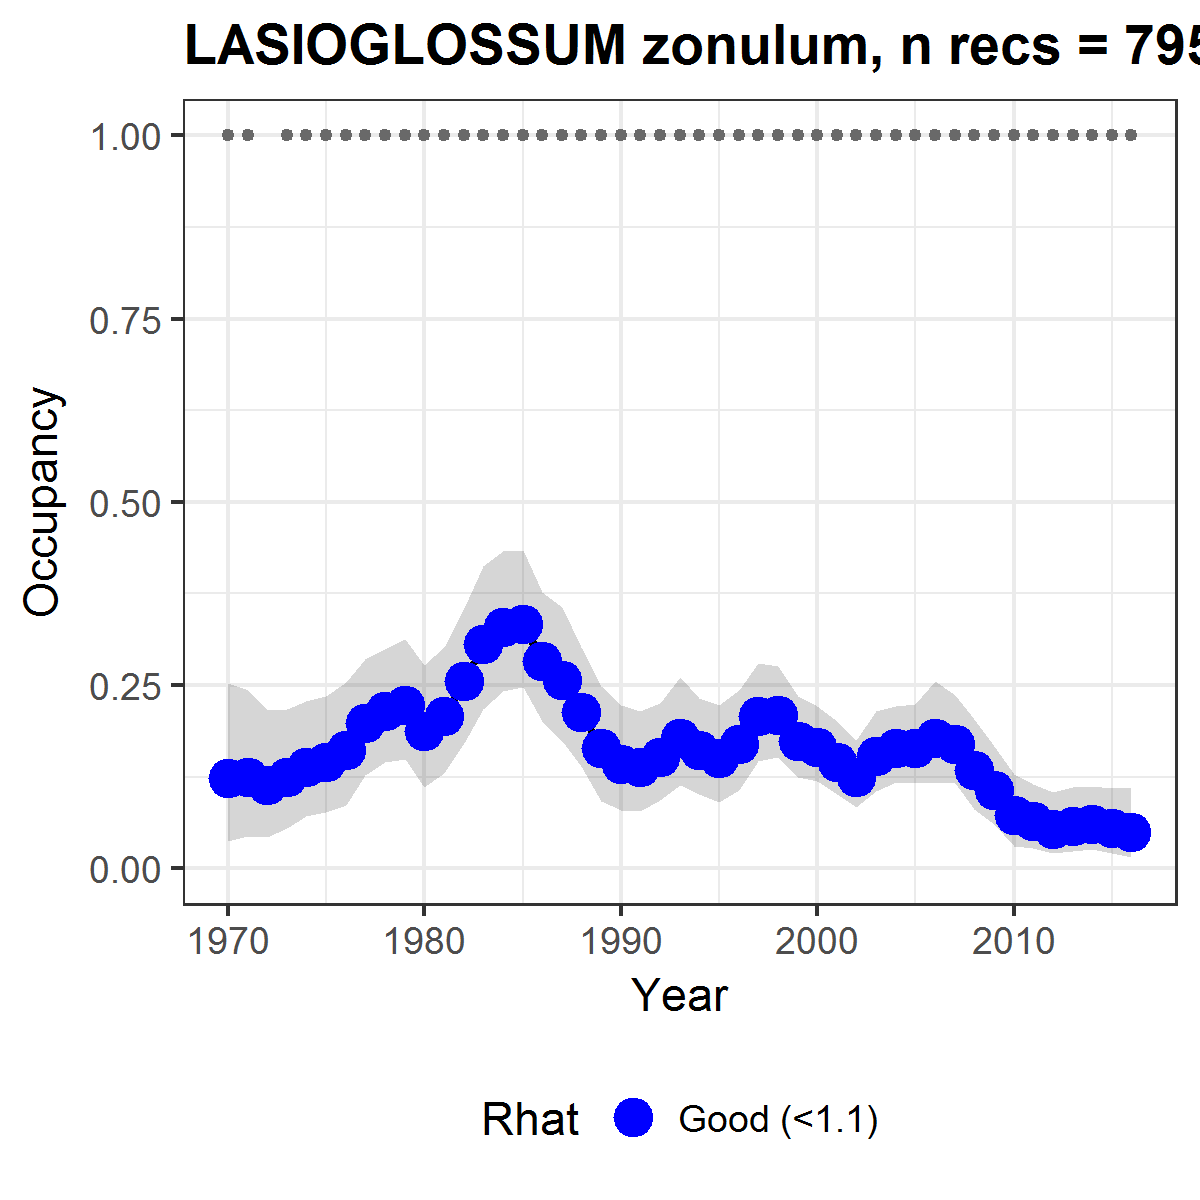 LASIOGLOSSUM zonulum, n recs = 795
1.00
0.75
0.50
0.25
0.00
Occupancy
1970 1980 1990 2000 2010
Year
Rhat Good (<1.1)